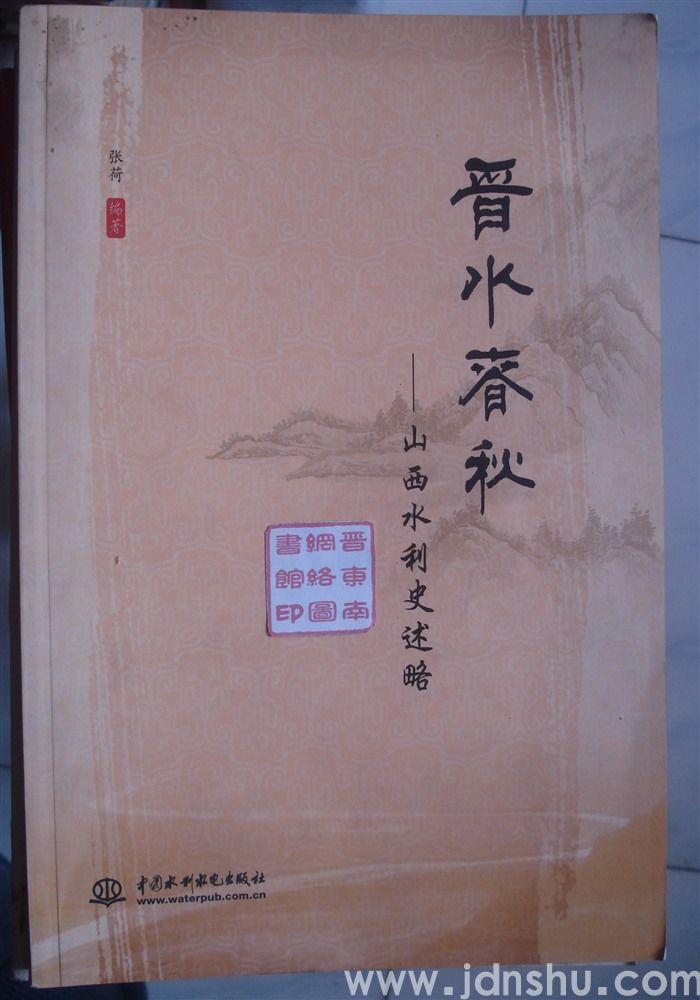 晋水春秋
——山西水利史述略
张荷 编著
晋東南
網絡圖
書館印
中国水利水电出版社
www.waterpub.com.cn
www.jdnshu.com